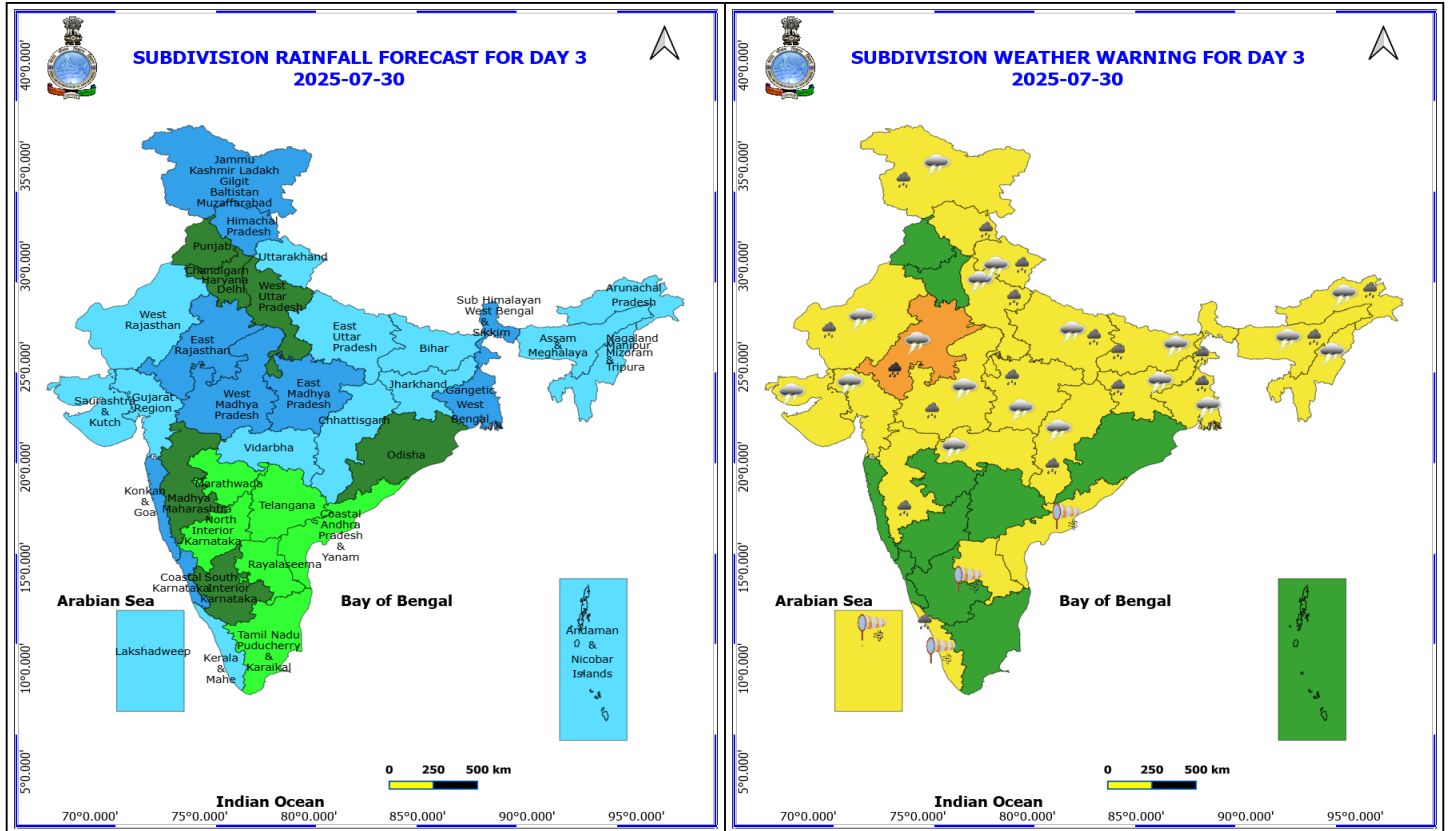 SUBDIVISION RAINFALL FORECAST FOR DAY 3
2025-07-30
40°0.000'
35°0.000'
30°0.000'
25°0.000'
20°0.000'
15°0.000'
10°0.000'
5°0.000'
Jammu
Kashmir Ladakh
Gilgit
Baltistan
Muzaffarabad
Himachal
Pradesh
Punjab
Uttarakhand
Chandigarh
Haryana
Delhi
West
Uttar
Pradesh
West
Rajasthan
East
Rajasthan
East
Uttar
Pradesh
Bihar
Sub Himalayan
West Bengal
&
Sikkim
Arunachal
Pradesh
Assam
&
Meghalaya
Nagaland
Manipur
Mizoram
&
Tripura
Jharkhand
Gangetic
West
Bengal
Saurashtra
&
Kutch
Gujarat
Region
West
Madhya
Pradesh
East
Madhya
Pradesh
Chhattisgarh
Vidarbha
Odisha
Konkan
&
Goa
Madhya
Maharashtra
Marathwada
Telangana
North
Interior
Karnataka
Coastal
Andhra
Pradesh
&
Yanam
Rayalaseema
Coastal
Karnataka
South
Interior
Karnataka
Arabian Sea
Bay of Bengal
Lakshadweep
Kerala
&
Mahe
Tamil Nadu
Puducherry
&
Karaikal
Andaman
&
Nicobar
Islands
0 250 500 km
Indian Ocean
70°0.000' 75°0.000' 80°0.000' 85°0.000' 90°0.000' 95°0.000'
SUBDIVISION WEATHER WARNING FOR DAY 3
2025-07-30
40°0.000'
35°0.000'
30°0.000'
25°0.000'
20°0.000'
15°0.000'
10°0.000'
5°0.000'
Arabian Sea
Bay of Bengal
0 250 500 km
Indian Ocean
70°0.000' 75°0.000' 80°0.000' 85°0.000' 90°0.000' 95°0.000'